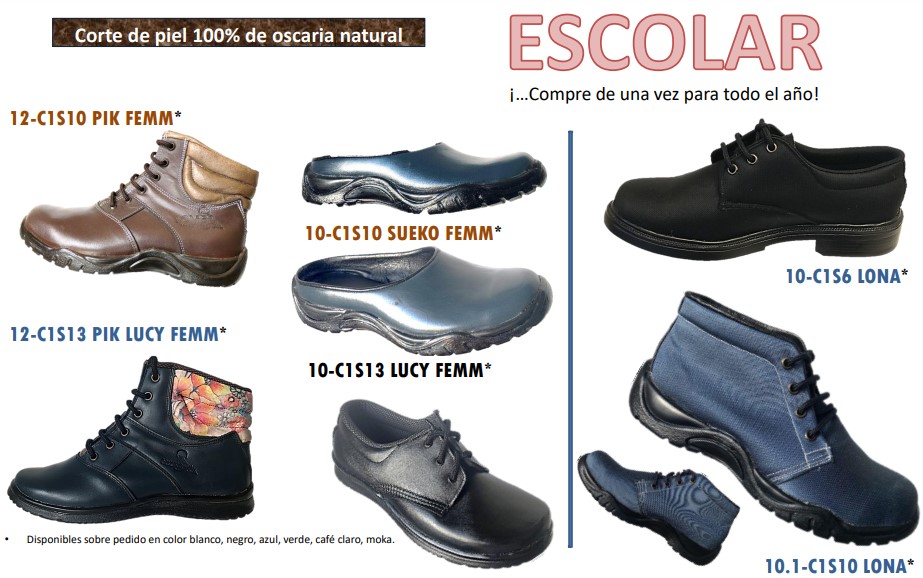 Corte de piel 100% de oscaria natural
ESCOLAR
¡…Compre de una vez para todo el año!
12-C1S10 PIK FEMM*
10-C1S10 SUEKO FEMM*
10-C1S6 LONA*
12-C1S13 PIK LUCY FEMM*
10-C1S13 LUCY FEMM*
• Disponibles sobre pedido en color blanco, negro, azul, verde, café claro, moka.
10.1-C1S10 LONA*